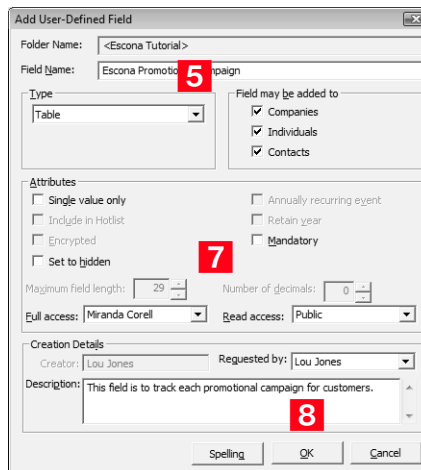 Add User-Defined Field
Folder Name: <Escona Tutorial>
Field Name: Escona Promotio
5
Type
Table
Field may be added to
Companies
Individuals
Contacts
Attributes
Single value only
Annually recurring event
Include in Hotlist
Retain year
Encrypted
Mandatory
Set to hidden
7
Maximum field length: 29
Number of decimals: 0
Full access: Miranda Corell
Read access: Public
Creation Details
Creator: Lou Jones
Requested by: Lou Jones
Description: This field is to track each promotional campaign for customers.
8
Spelling
OK
Cancel